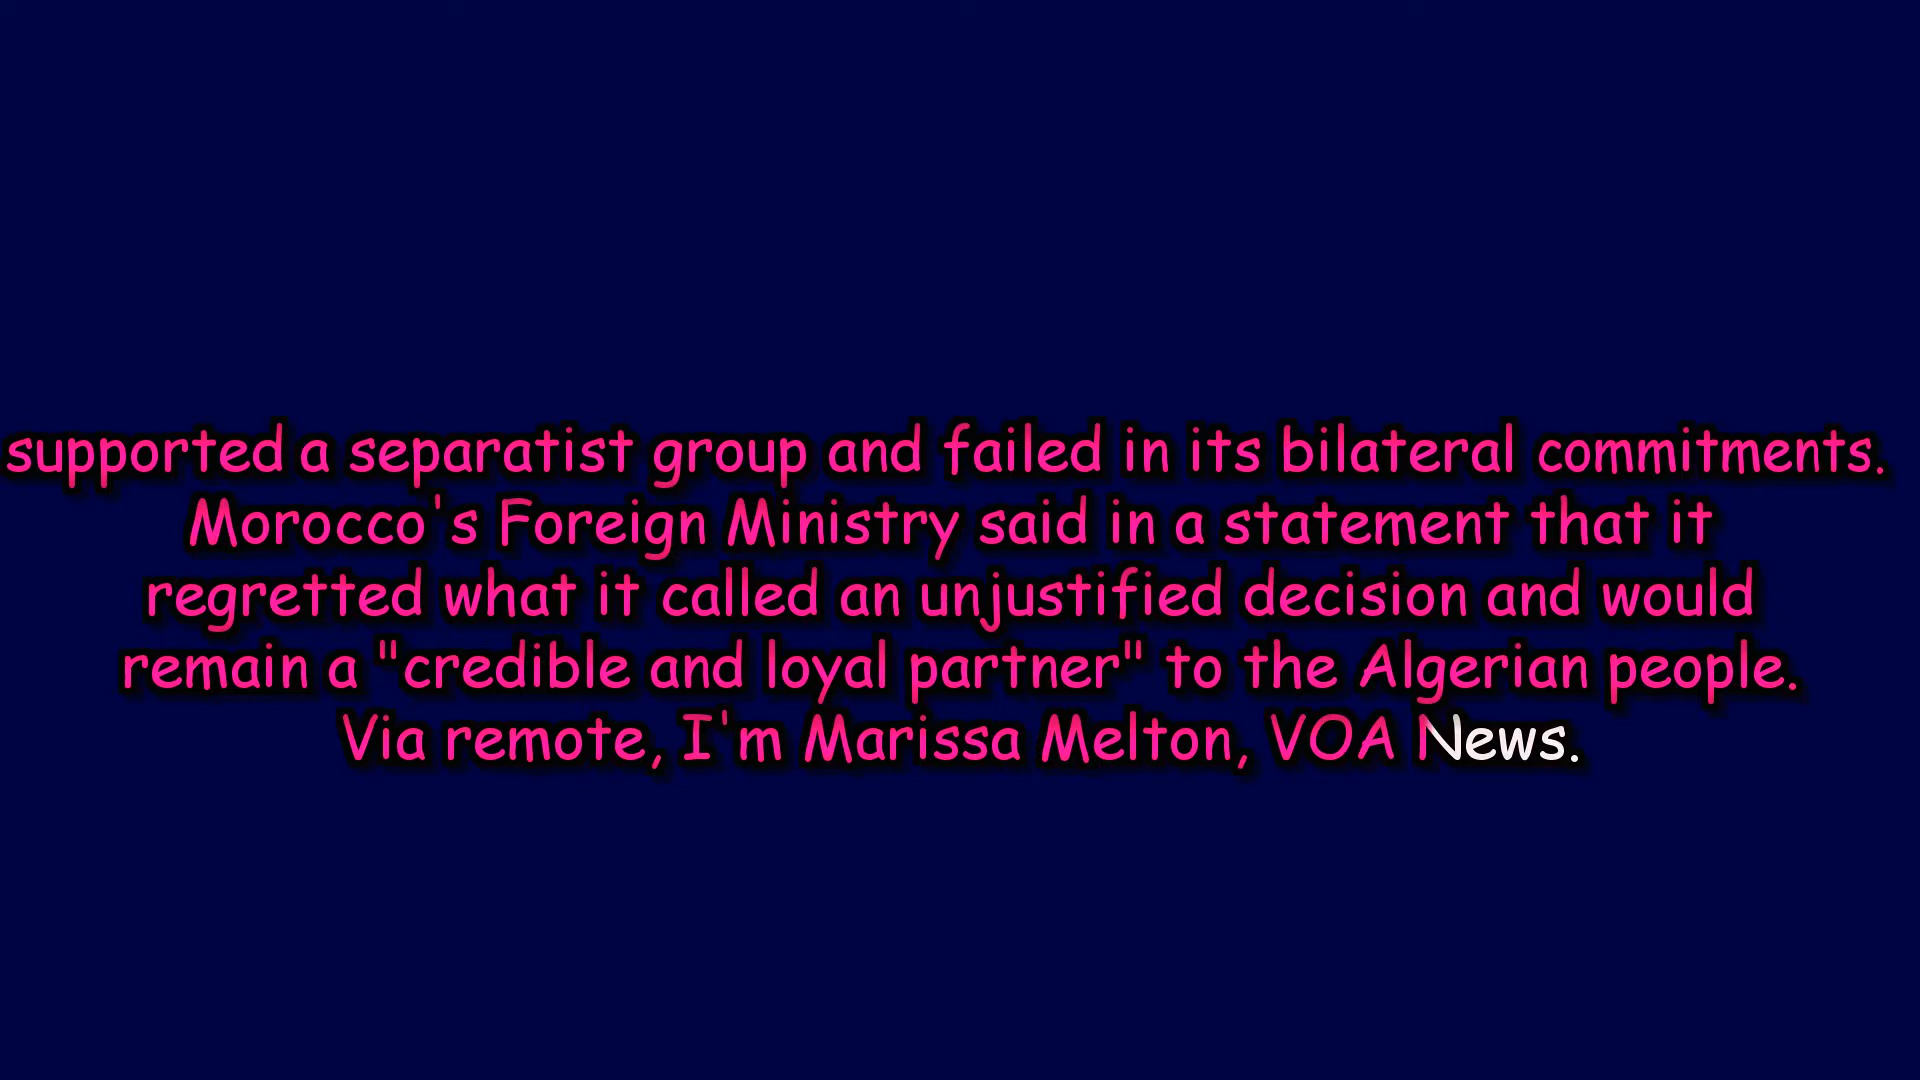 supported a separatist group and failed in its bilateral commitments.
Morocco's Foreign Ministry said in a statement that it
regretted what it called an unjustified decision and would
remain a "credible and loyal partner" to the Algerian people.
Via remote, I'm Marissa Melton, VOA News.